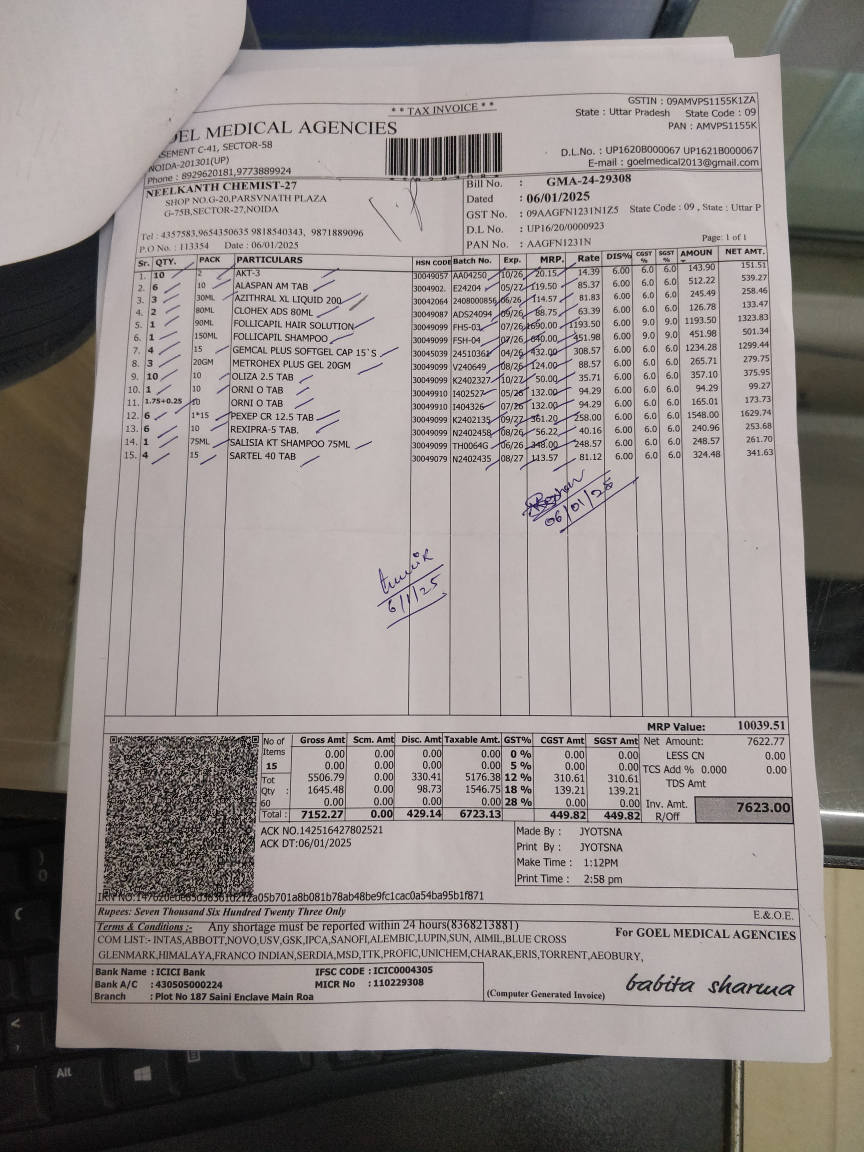 ** TAX INVOICE **
GSTIN : 09AMVPS1155K1ZA
State : Uttar Pradesh State Code : 09
PAN : AMVPS1155K
OEL MEDICAL AGENCIES
SEMENT C-41, SECTOR-58
NOIDA-201301(UP)
Phone : 8929620181,9773889924
D.L.No. : UP1620B000067 UP1621B000067
E-mail : goelmedical2013@gmail.com
NEELKANTH CHEMIST-27
SHOP NO.G-20,PARSVNATH PLAZA
G-75B,SECTOR-27,NOIDA
Tel : 4357583,9654350635 9818540343, 9871889096
P.O No. : 113354 Date : 06/01/2025
Bill No. : GMA-24-29308
Dated : 06/01/2025
GST No. : 09AAGFN1231N1Z5 State Code : 09 , State : Uttar P
D.L No. : UP16/20/0000923
PAN No. : AAGFN1231N
Page: 1 of 1
Sr. QTY. PACK PARTICULARS HSN CODE Batch No. Exp. MRP. Rate DIS% CGST % SGST % AMOUN NET AMT.
1. 10 2 AKT-3 30049057 AA04250 10/26 20.15 14.39 6.00 6.0 6.0 143.90 151.51
2. 6 10 ALASPAN AM TAB 3004902. E24204 05/27 119.50 85.37 6.00 6.0 6.0 512.22 539.27
3. 3 30ML AZITHRAL XL LIQUID 200 30042064 2408000856 06/26 114.57 81.83 6.00 6.0 6.0 245.49 258.46
4. 2 80ML CLOHEX ADS 80ML 30049087 ADS24094 09/26 88.75 63.39 6.00 6.0 6.0 126.78 133.47
5. 1 90ML FOLLICAPIL HAIR SOLUTION 30049099 FHS-03 07/26 1690.00 1193.50 6.00 9.0 9.0 1193.50 1323.83
6. 1 150ML FOLLICAPIL SHAMPOO 30049099 FSH-04 07/26 640.00 451.98 6.00 9.0 9.0 451.98 501.34
7. 4 15 GEMCAL PLUS SOFTGEL CAP 15`S 30045039 24510361 04/26 432.00 308.57 6.00 6.0 6.0 1234.28 1299.44
8. 3 20GM METROHEX PLUS GEL 20GM 30049099 V240649 08/26 124.00 88.57 6.00 6.0 6.0 265.71 279.75
9. 10 10 OLIZA 2.5 TAB 30049099 K2402327 10/27 50.00 35.71 6.00 6.0 6.0 357.10 375.95
10. 1 10 ORNI O TAB 30049910 I402527 05/26 132.00 94.29 6.00 6.0 6.0 94.29 99.27
11. 1.75+0.25 10 ORNI O TAB 30049910 I404326 07/26 132.00 94.29 6.00 6.0 6.0 165.01 173.73
12. 6 1*15 PEXEP CR 12.5 TAB 30049099 K2402135 09/27 361.20 258.00 6.00 6.0 6.0 1548.00 1629.74
13. 6 10 REXIPRA-5 TAB. 30049099 N2402458 08/26 56.22 40.16 6.00 6.0 6.0 240.96 253.68
14. 1 75ML SALISIA KT SHAMPOO 75ML 30049099 TH0064G 06/26 348.00 248.57 6.00 6.0 6.0 248.57 261.70
15. 4 15 SARTEL 40 TAB 30049079 N2402435 08/27 113.57 81.12 6.00 6.0 6.0 324.48 341.63
06/01/25
6/1/25
MRP Value: 10039.51
No of Items Gross Amt Scm. Amt Disc. Amt Taxable Amt. GST% CGST Amt SGST Amt
0.00 0.00 0.00 0.00 0 % 0.00 0.00
15 0.00 0.00 0.00 0.00 5 % 0.00 0.00
Tot 5506.79 0.00 330.41 5176.38 12 % 310.61 310.61
Qty : 1645.48 0.00 98.73 1546.75 18 % 139.21 139.21
60 0.00 0.00 0.00 0.00 28 % 0.00 0.00
Total : 7152.27 0.00 429.14 6723.13 449.82 449.82
Net Amount: 7622.77
LESS CN 0.00
TCS Add % 0.000 0.00
TDS Amt
Inv. Amt. 7623.00
R/Off
ACK NO.142516427802521
ACK DT:06/01/2025
Made By : JYOTSNA
Print By : JYOTSNA
Make Time : 1:12PM
Print Time : 2:58 pm
Rupees: Seven Thousand Six Hundred Twenty Three Only
E.& O.E.
Terms & Conditions :- Any shortage must be reported within 24 hours(8368213881)
COM LIST:- INTAS,ABBOTT,NOVO,USV,GSK,IPCA,SANOFI,ALEMBIC,LUPIN,SUN, AIMIL,BLUE CROSS
GLENMARK,HIMALAYA,FRANCO INDIAN,SERDIA,MSD,TTK,PROFIC,UNICHEM,CHARAK,ERIS,TORRENT,AEOBURY,
For GOEL MEDICAL AGENCIES
Bank Name : ICICI Bank IFSC CODE : ICIC0004305
Bank A/C : 430505000224 MICR No : 110229308
Branch : Plot No 187 Saini Enclave Main Roa
(Computer Generated Invoice)
babita sharma
Alt